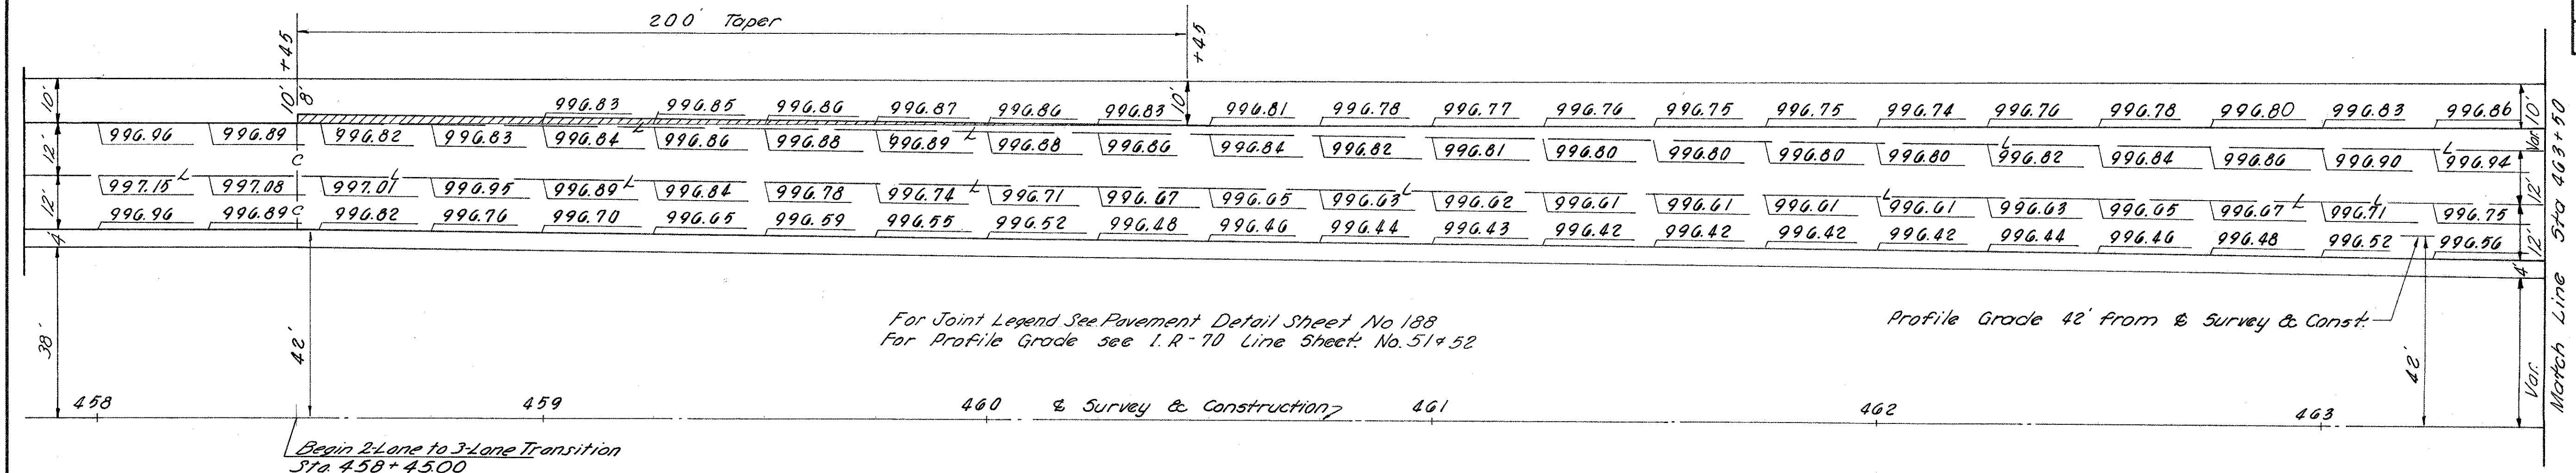 200' Taper
+45
+45
10'
10'
8'
996.83 996.85 996.86 996.87 996.86 996.83 10' 996.81 996.78 996.77 996.76 996.75 996.75 996.74 996.76 996.78 996.80 996.83 996.86 10'
12' 996.96 996.89 996.82 996.83 996.84 L 996.86 996.88 996.89 L 996.88 996.86 996.84 996.82 996.81 996.80 996.80 996.80 996.80 L 996.82 996.84 996.86 996.90 L 996.94 Var.
C
12' 997.15 L 997.08 997.01 L 996.95 996.89 L 996.84 996.78 996.74 L 996.71 996.67 996.65 996.63 L 996.62 996.61 996.61 996.61 L 996.61 996.63 996.65 996.67 L 996.71 L 996.75 12'
996.96 996.89 C 996.82 996.76 996.70 996.65 996.59 996.55 996.52 996.48 996.46 996.44 996.43 996.42 996.42 996.42 996.42 996.44 996.46 996.48 996.52 996.56 12'
4'
4'
38'
42'
For Joint Legend See Pavement Detail Sheet No 188
For Profile Grade see I.R-70 Line Sheet No. 51 & 52
Profile Grade 42' from ℄ Survey & Const.
42'
Var.
Match Line Sta 463+50
458 459 460 ℄ Survey & Construction 461 462 463
Begin 2-Lane to 3-Lane Transition
Sta. 458+45.00